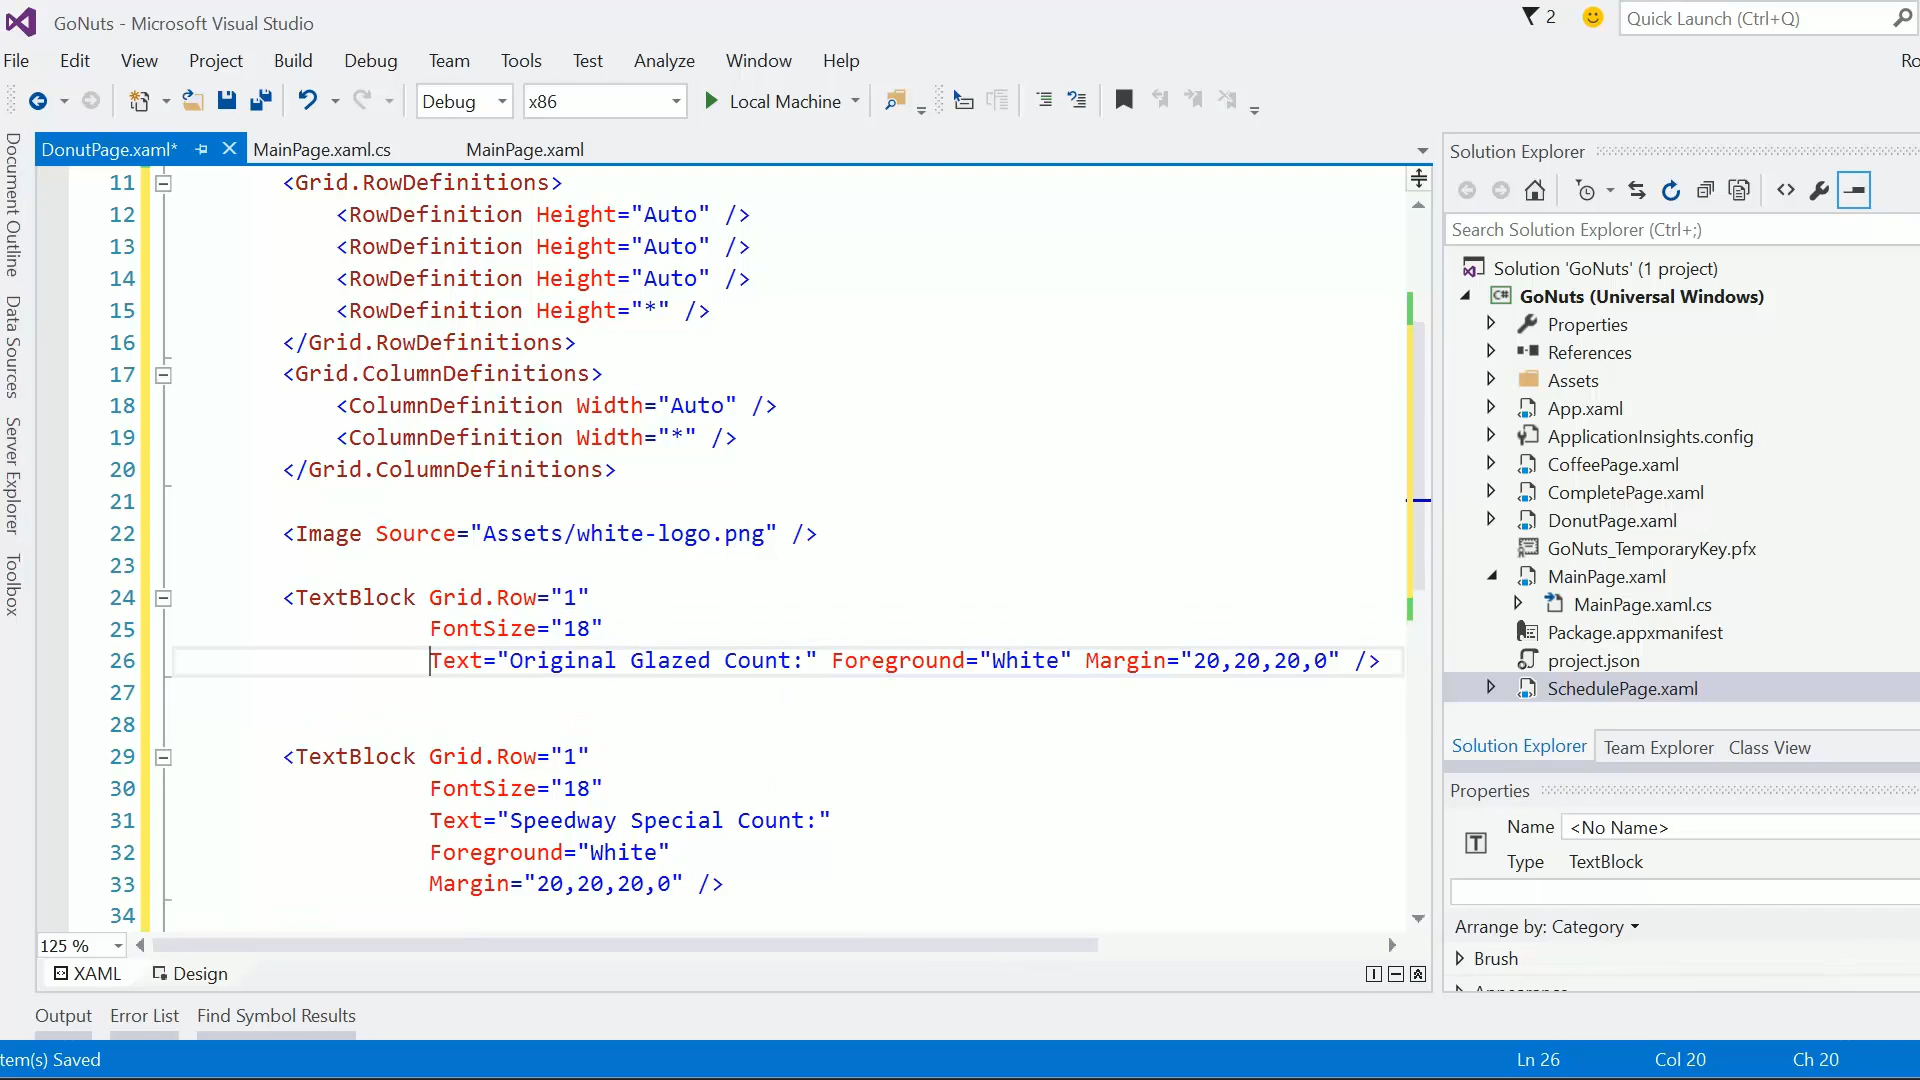 GoNuts - Microsoft Visual Studio
2
Quick Launch (Ctrl+Q)
File Edit View Project Build Debug Team Tools Test Analyze Window Help
Ro
Debug x86 Local Machine
DonutPage.xaml* MainPage.xaml.cs MainPage.xaml
Document Outline
Data Sources
Server Explorer
Toolbox
11 <Grid.RowDefinitions>
12 <RowDefinition Height="Auto" />
13 <RowDefinition Height="Auto" />
14 <RowDefinition Height="Auto" />
15 <RowDefinition Height="*" />
16 </Grid.RowDefinitions>
17 <Grid.ColumnDefinitions>
18 <ColumnDefinition Width="Auto" />
19 <ColumnDefinition Width="*" />
20 </Grid.ColumnDefinitions>
21
22 <Image Source="Assets/white-logo.png" />
23
24 <TextBlock Grid.Row="1"
25 FontSize="18"
26 Text="Original Glazed Count:" Foreground="White" Margin="20,20,20,0" />
27
28
29 <TextBlock Grid.Row="1"
30 FontSize="18"
31 Text="Speedway Special Count:"
32 Foreground="White"
33 Margin="20,20,20,0" />
34
125 %
XAML Design
Solution Explorer
Search Solution Explorer (Ctrl+;)
Solution 'GoNuts' (1 project)
C# GoNuts (Universal Windows)
Properties
References
Assets
App.xaml
ApplicationInsights.config
CoffeePage.xaml
CompletePage.xaml
DonutPage.xaml
GoNuts_TemporaryKey.pfx
MainPage.xaml
MainPage.xaml.cs
Package.appxmanifest
project.json
SchedulePage.xaml
Solution Explorer Team Explorer Class View
Properties
Name <No Name>
Type TextBlock
Arrange by: Category
Brush
Appearance
Output Error List Find Symbol Results
tem(s) Saved
Ln 26 Col 20 Ch 20